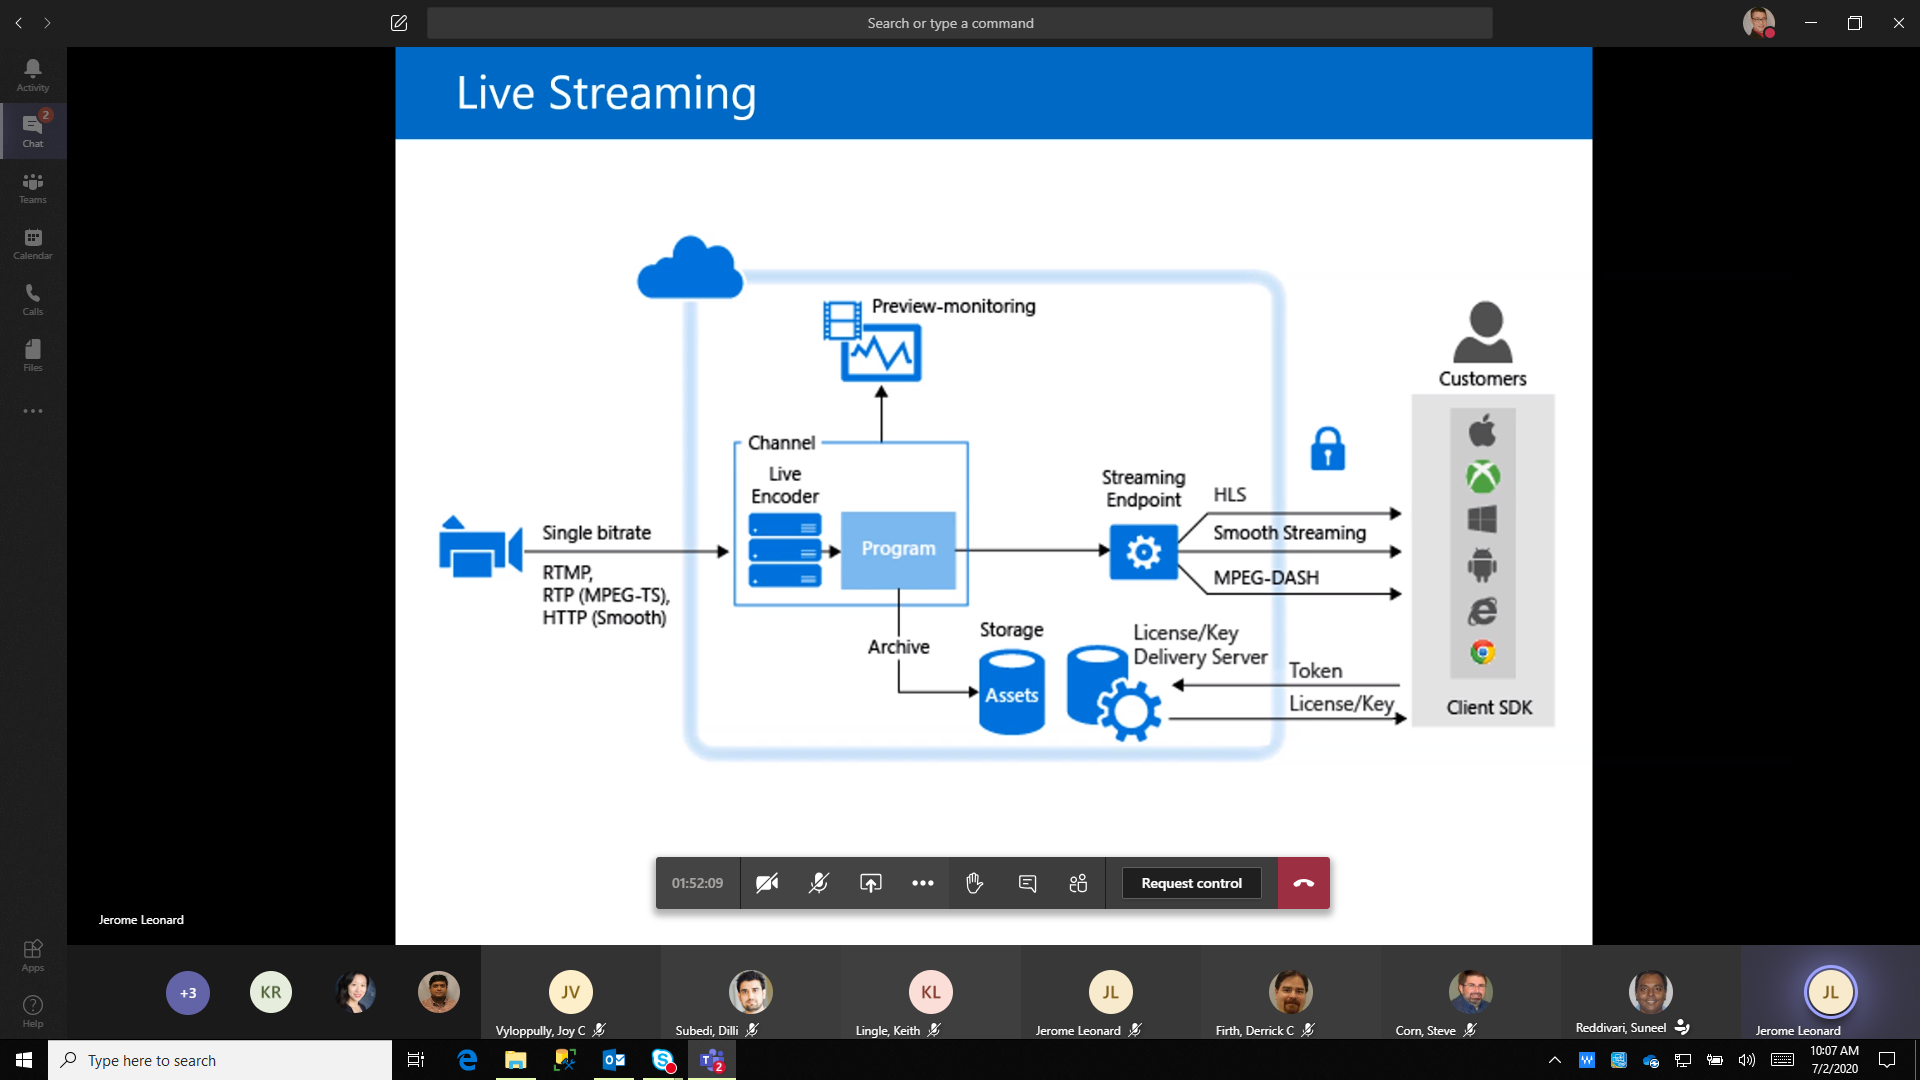 Search or type a command
Activity
2
Chat
Teams
Calendar
Calls
Files
Apps
Help
Live Streaming
Preview-monitoring
Customers
Channel
Live
Encoder
Program
Single bitrate
RTMP,
RTP (MPEG-TS),
HTTP (Smooth)
Streaming
Endpoint
HLS
Smooth Streaming
MPEG-DASH
Archive
Storage
Assets
License/Key
Delivery Server
Token
License/Key
Client SDK
01:52:09
Request control
Jerome Leonard
+3
KR
JV
Vyloppully, Joy C
Subedi, Dilli
KL
Lingle, Keith
JL
Jerome Leonard
Firth, Derrick C
Corn, Steve
Reddivari, Suneel
JL
Jerome Leonard
Type here to search
2
10:07 AM
7/2/2020